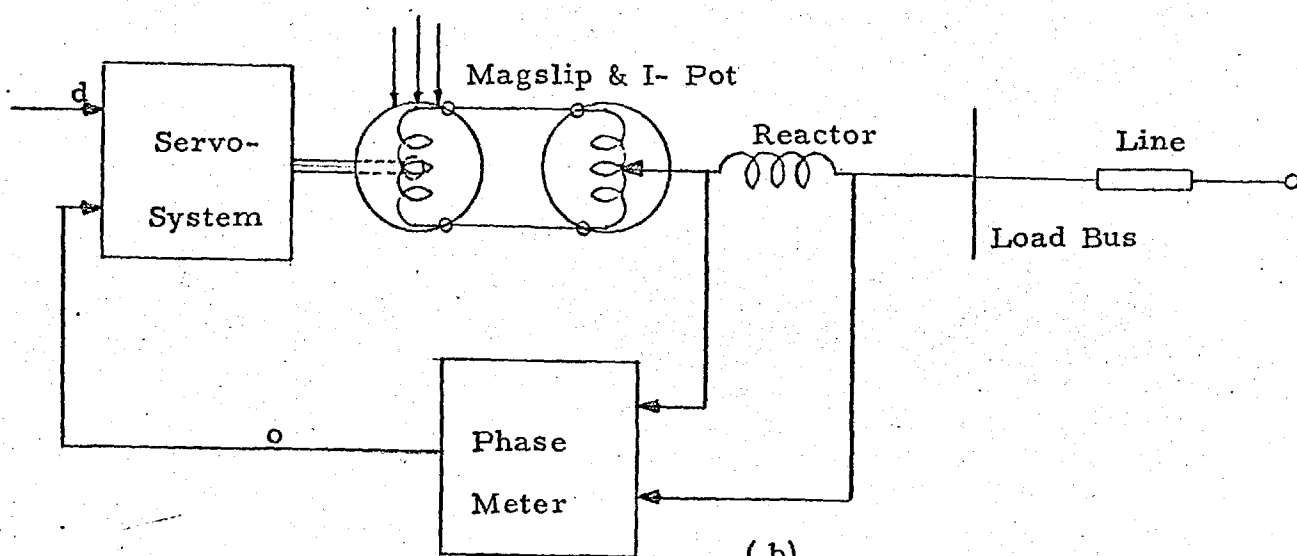 Magslip & I- Pot
d
Servo-
System
Reactor
Line
Load Bus
o
Phase
Meter
(b)